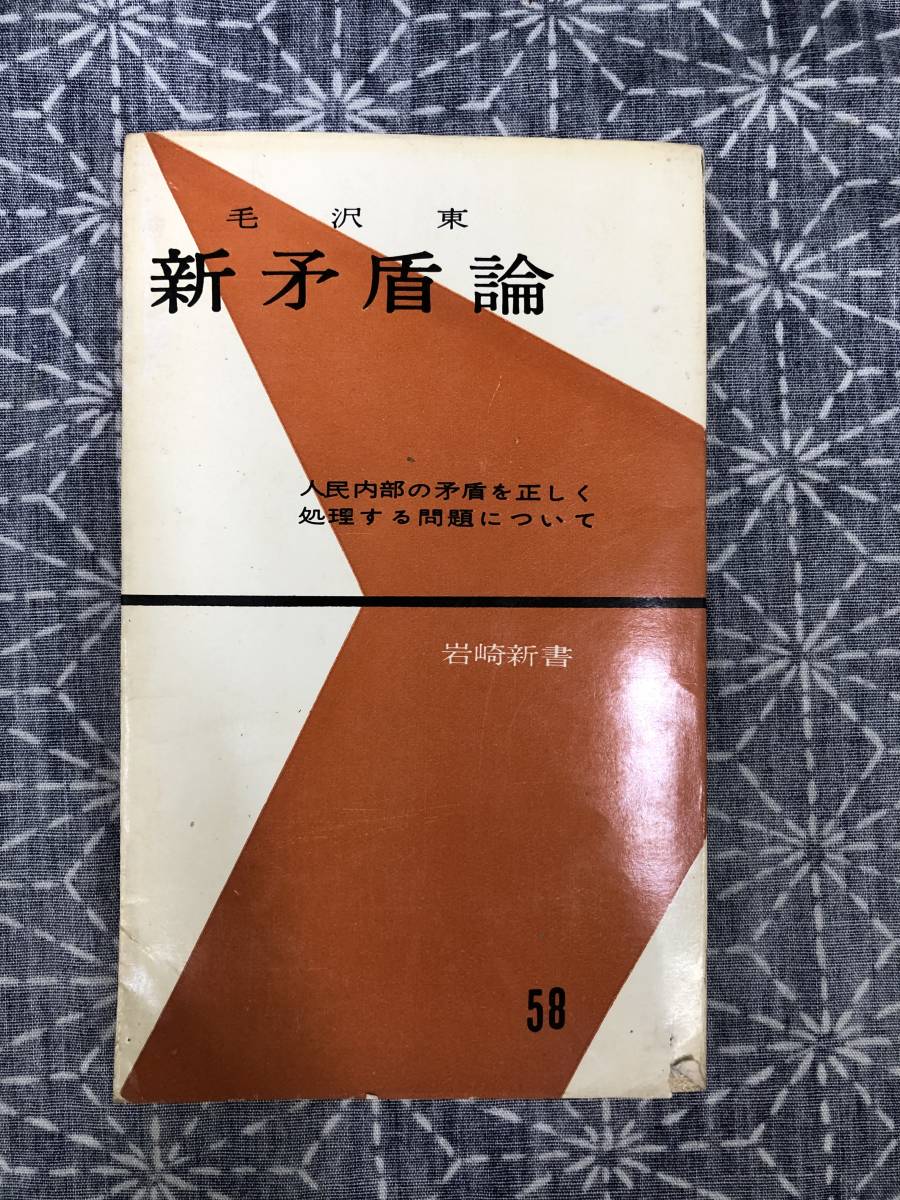 毛沢東
新矛盾論
人民内部の矛盾を正しく
処理する問題について
岩崎新書
58